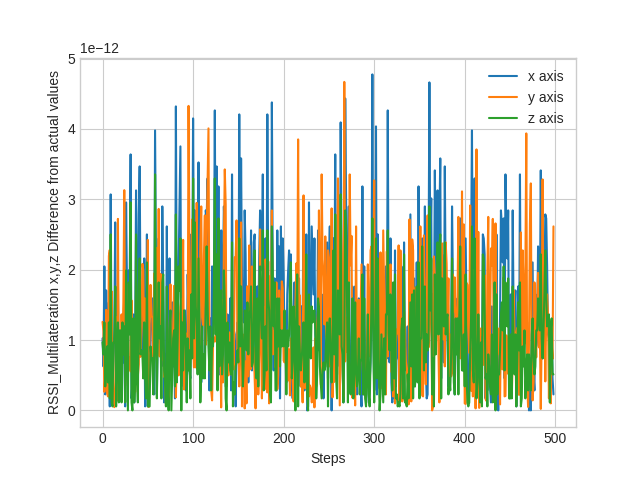 1e−12
5
4
3
2
1
0
RSSI_Multilateration x,y,z Difference from actual values
x axis
y axis
z axis
0 100 200 300 400 500
Steps